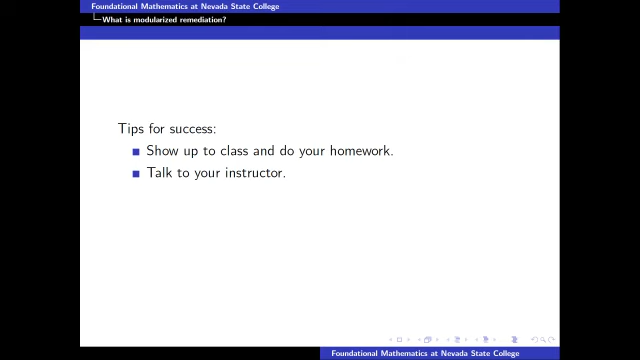 Foundational Mathematics at Nevada State College
What is modularized remediation?
Tips for success:
Show up to class and do your homework.
Talk to your instructor.
Foundational Mathematics at Nevada State College